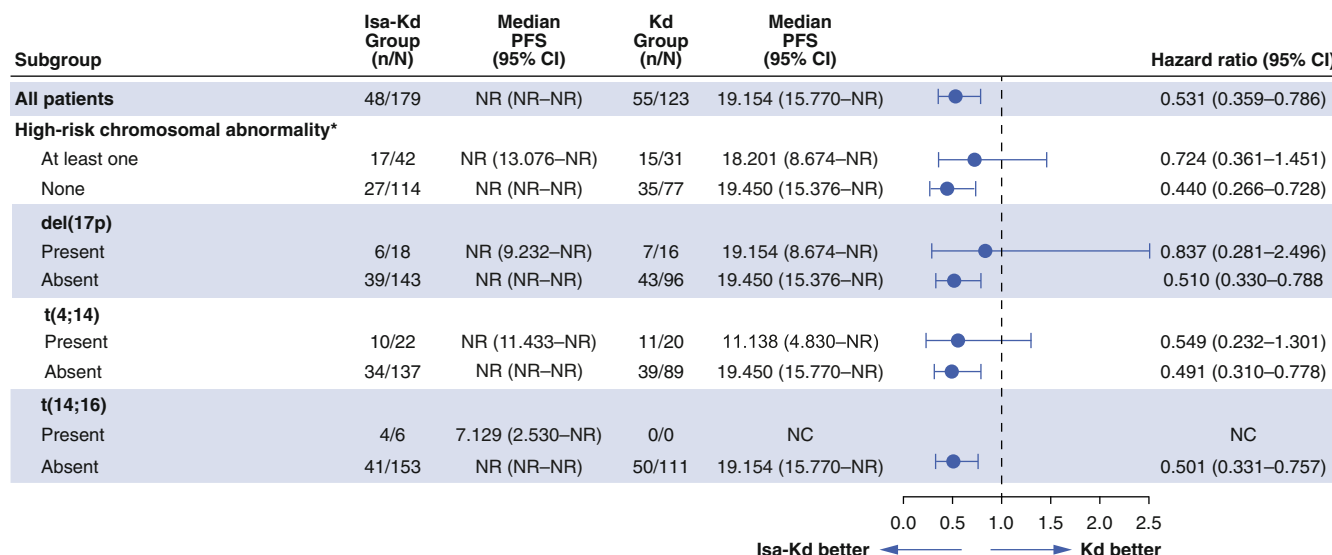 Subgroup Isa-Kd Group (n/N) Median PFS (95% CI) Kd Group (n/N) Median PFS (95% CI) Hazard ratio (95% CI)
All patients 48/179 NR (NR–NR) 55/123 19.154 (15.770–NR) 0.531 (0.359–0.786)
High-risk chromosomal abnormality*
At least one 17/42 NR (13.076–NR) 15/31 18.201 (8.674–NR) 0.724 (0.361–1.451)
None 27/114 NR (NR–NR) 35/77 19.450 (15.376–NR) 0.440 (0.266–0.728)
del(17p)
Present 6/18 NR (9.232–NR) 7/16 19.154 (8.674–NR) 0.837 (0.281–2.496)
Absent 39/143 NR (NR–NR) 43/96 19.450 (15.376–NR) 0.510 (0.330–0.788
t(4;14)
Present 10/22 NR (11.433–NR) 11/20 11.138 (4.830–NR) 0.549 (0.232–1.301)
Absent 34/137 NR (NR–NR) 39/89 19.450 (15.770–NR) 0.491 (0.310–0.778)
t(14;16)
Present 4/6 7.129 (2.530–NR) 0/0 NC NC
Absent 41/153 NR (NR–NR) 50/111 19.154 (15.770–NR) 0.501 (0.331–0.757)
0.0 0.5 1.0 1.5 2.0 2.5
Isa-Kd better Kd better